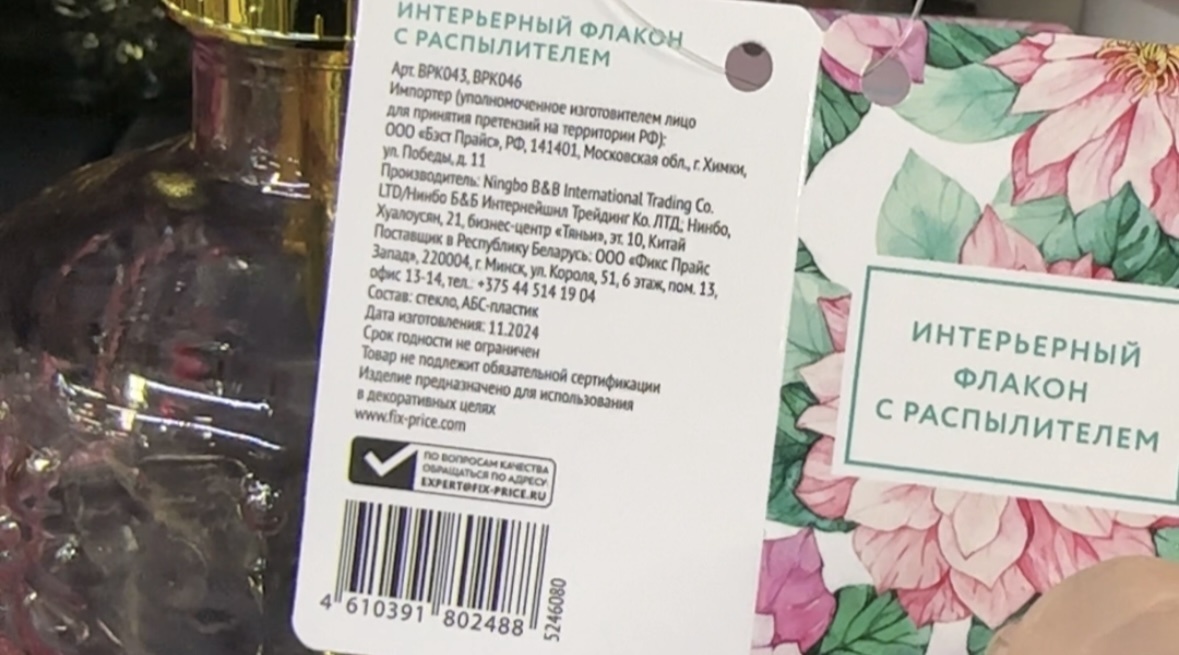 ИНТЕРЬЕРНЫЙ ФЛАКОН
С РАСПЫЛИТЕЛЕМ
Арт. ВРК043, ВРК046
Импортер (уполномоченное изготовителем лицо
для принятия претензий на территории РФ):
ООО «Бэст Прайс», РФ, 141401, Московская обл., г. Химки,
ул. Победы, д. 11
Производитель: Ningbo B&B International Trading Co.
LTD/Нинбо Б&Б Интернейшнл Трейдинг Ко. ЛТД; Нинбо,
Хуалоусян, 21, бизнес-центр «Тяньи», эт. 10, Китай
Поставщик в Республику Беларусь: ООО «Фикс Прайс
Запад», 220004, г. Минск, ул. Короля, 51, 6 этаж, пом. 13,
офис 13-14, тел.: +375 44 514 19 04
Состав: стекло, АБС-пластик
Дата изготовления: 11.2024
Срок годности не ограничен
Товар не подлежит обязательной сертификации
Изделие предназначено для использования
в декоративных целях
www.fix-price.com
ПО ВОПРОСАМ КАЧЕСТВА
ОБРАЩАТЬСЯ ПО АДРЕСУ:
EXPERT@FIX-PRICE.RU
4 610391 802488
5246080
ИНТЕРЬЕРНЫЙ
ФЛАКОН
С РАСПЫЛИТЕЛЕМ